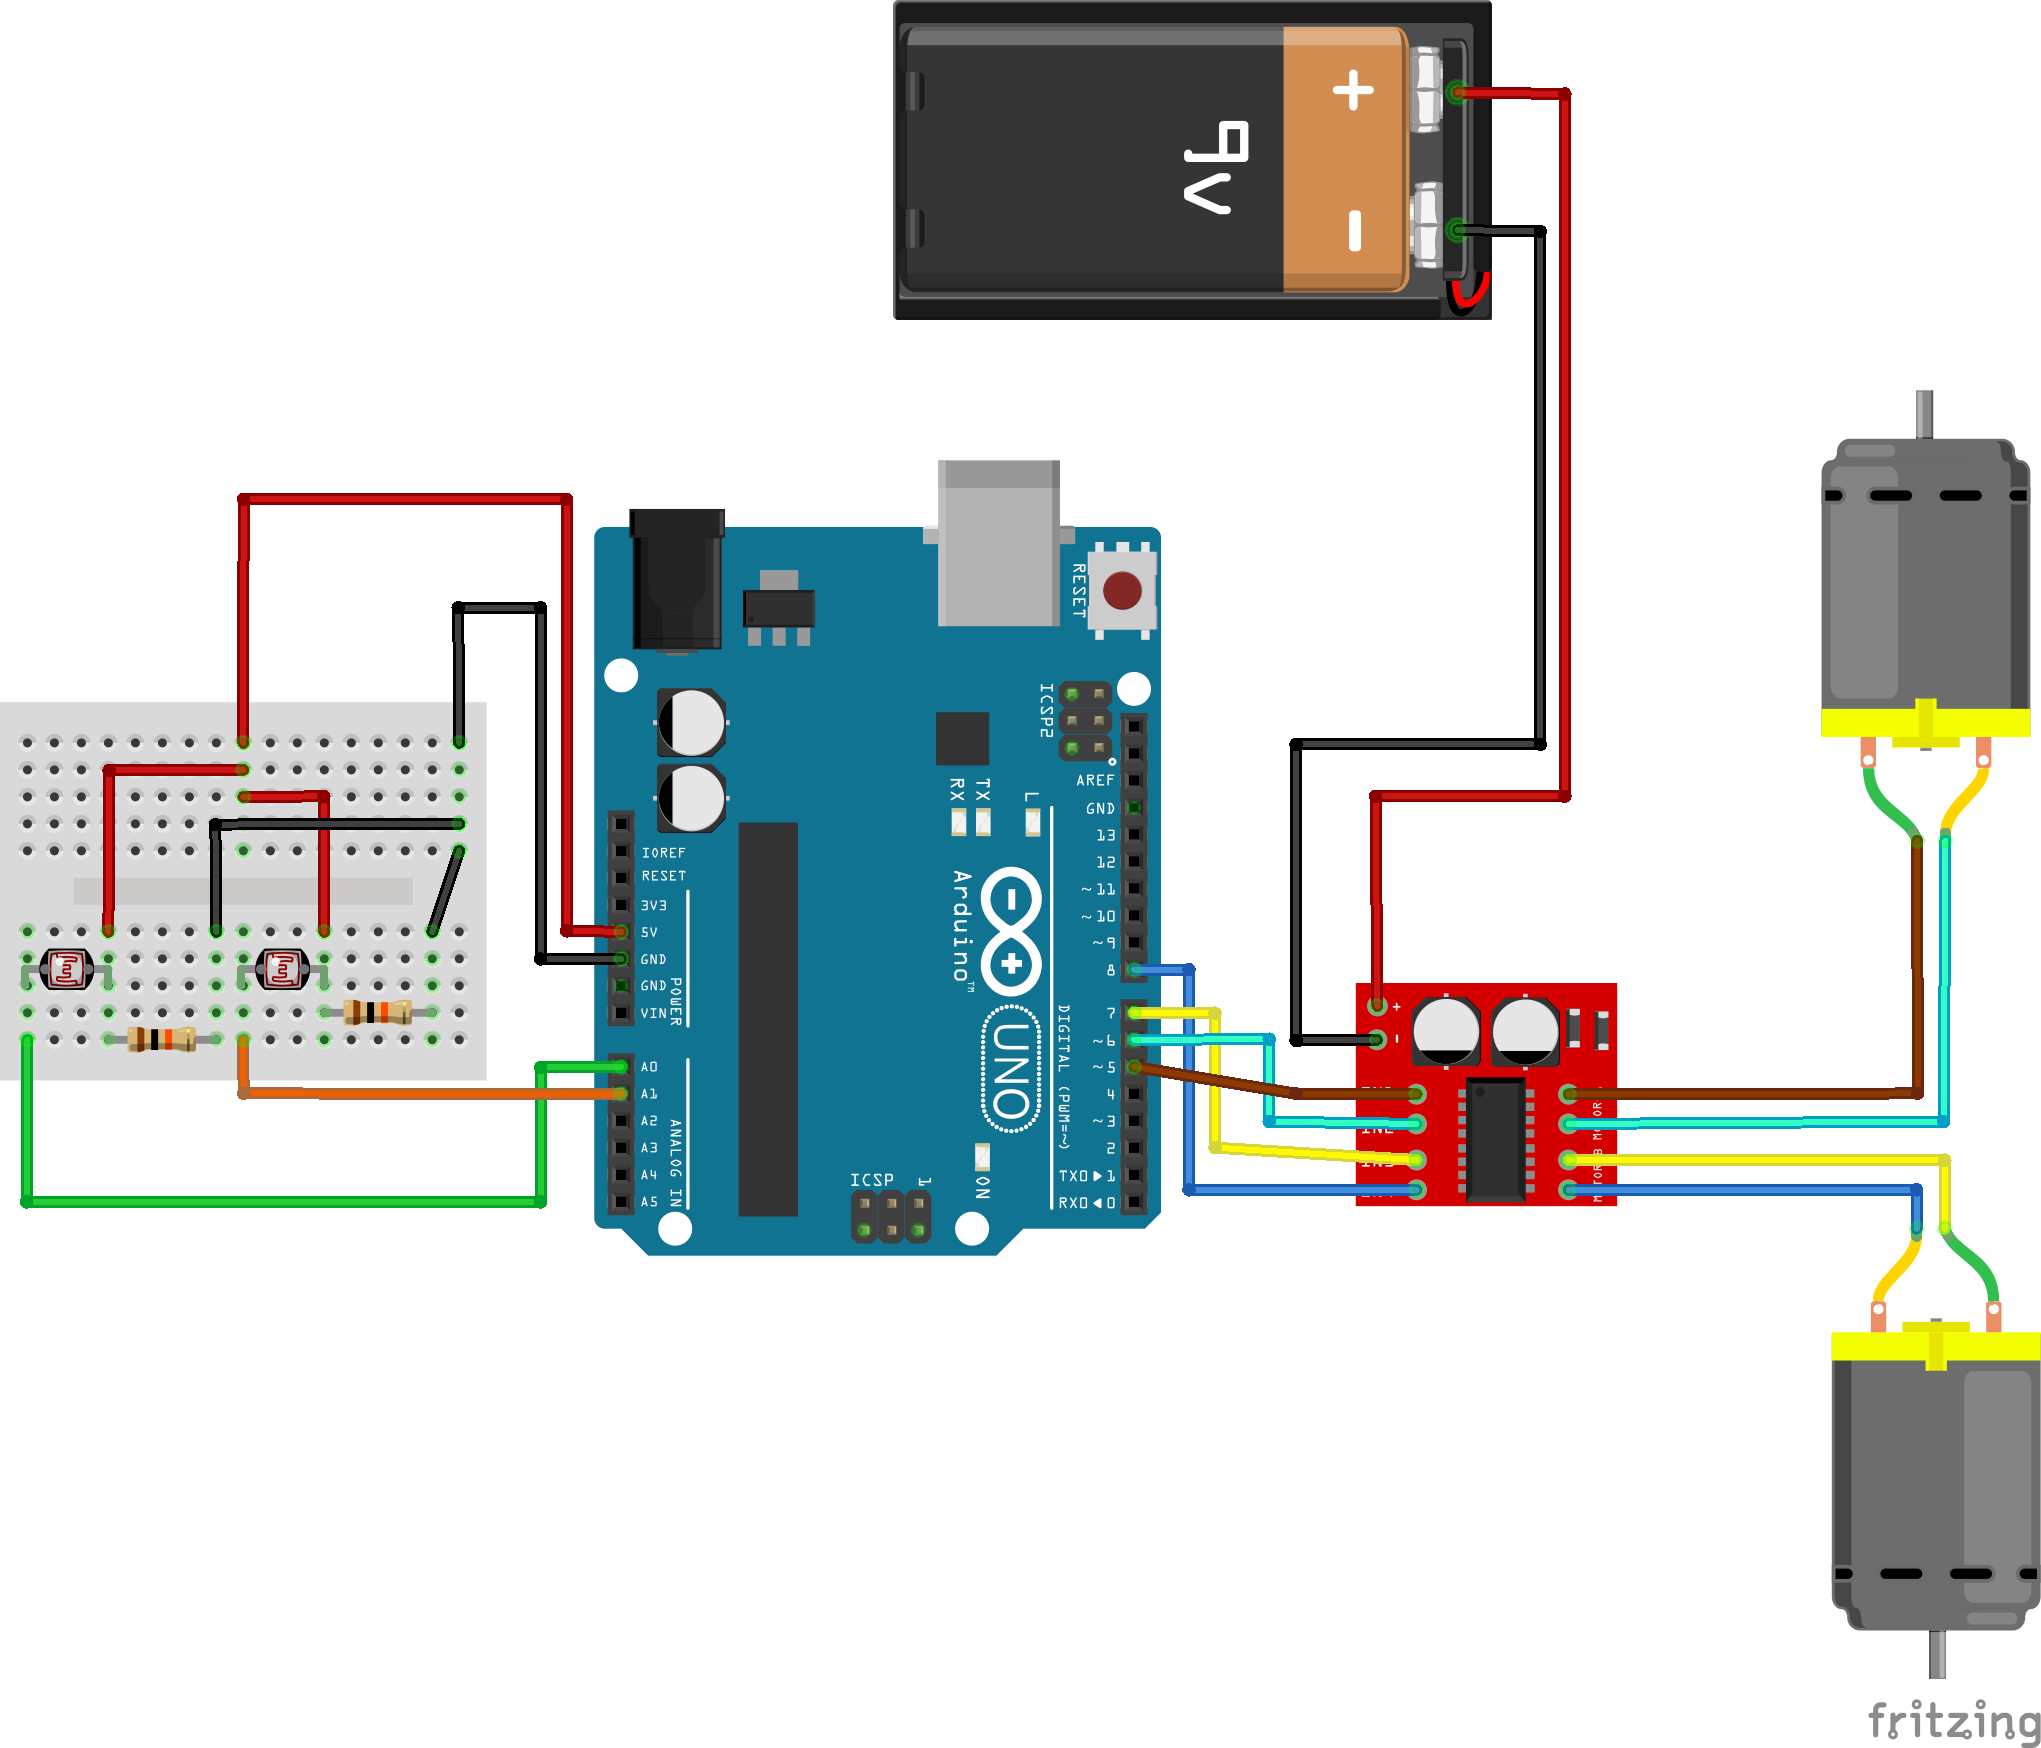 +
9V
-
RESET
ICSP2
AREF
GND
13
12
~11
~10
~9
8
RX
TX
L
IOREF
RESET
3V3
5V
GND
GND
VIN
POWER
Arduino™
UNO
7
~6
~5
4
~3
2
TX0▶1
RX0◀0
DIGITAL (PWM=~)
A0
A1
A2
A3
A4
A5
ANALOG IN
ICSP
1
ON
+
-
fritzing